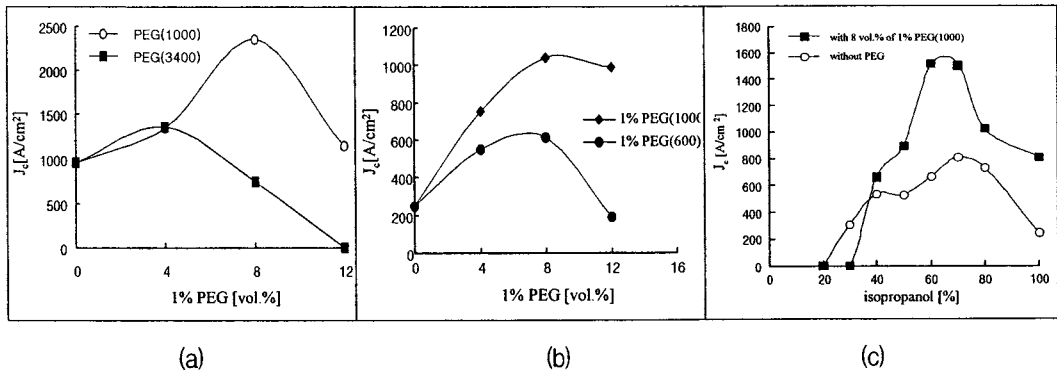 PEG(1000)
PEG(3400)
2500
2000
1500
1000
500
0
Jc[A/cm²]
0 4 8 12
1% PEG [vol.%]
(a)
1200
1000
800
600
400
200
0
Jc[A/cm²]
1% PEG(1000
1% PEG(600)
0 4 8 12 16
1% PEG [vol.%]
(b)
with 8 vol.% of 1% PEG(1000)
without PEG
1800
1600
1400
1200
1000
800
600
400
200
0
Jc [A/cm²]
0 20 40 60 80 100
isopropanol [%]
(c)